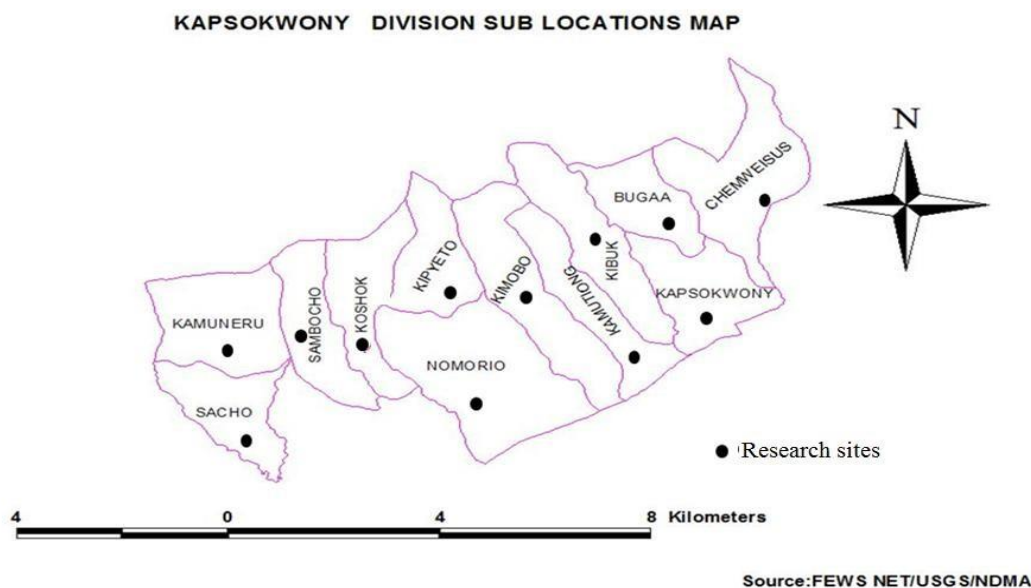 KAPSOKWONY DIVISION SUB LOCATIONS MAP
N
CHEMWEISUS
BUGAA
KIBUK
KAPSOKWONY
KAMUTIONG
KIMOBO
KIPYETO
NOMORIO
KOSHOK
SAMBOCHO
KAMUNERU
SACHO
Research sites
4 0 4 8 Kilometers
Source:FEWS NET/USGS/NDMA